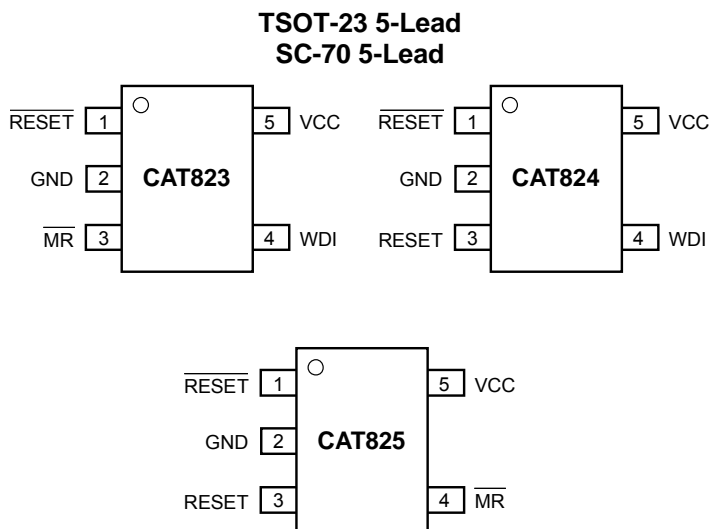 TSOT-23 5-Lead
SC-70 5-Lead
RESET 1 5 VCC RESET 1 5 VCC
GND 2 CAT823 GND 2 CAT824
MR 3 4 WDI RESET 3 4 WDI
RESET 1 5 VCC
GND 2 CAT825
RESET 3 4 MR